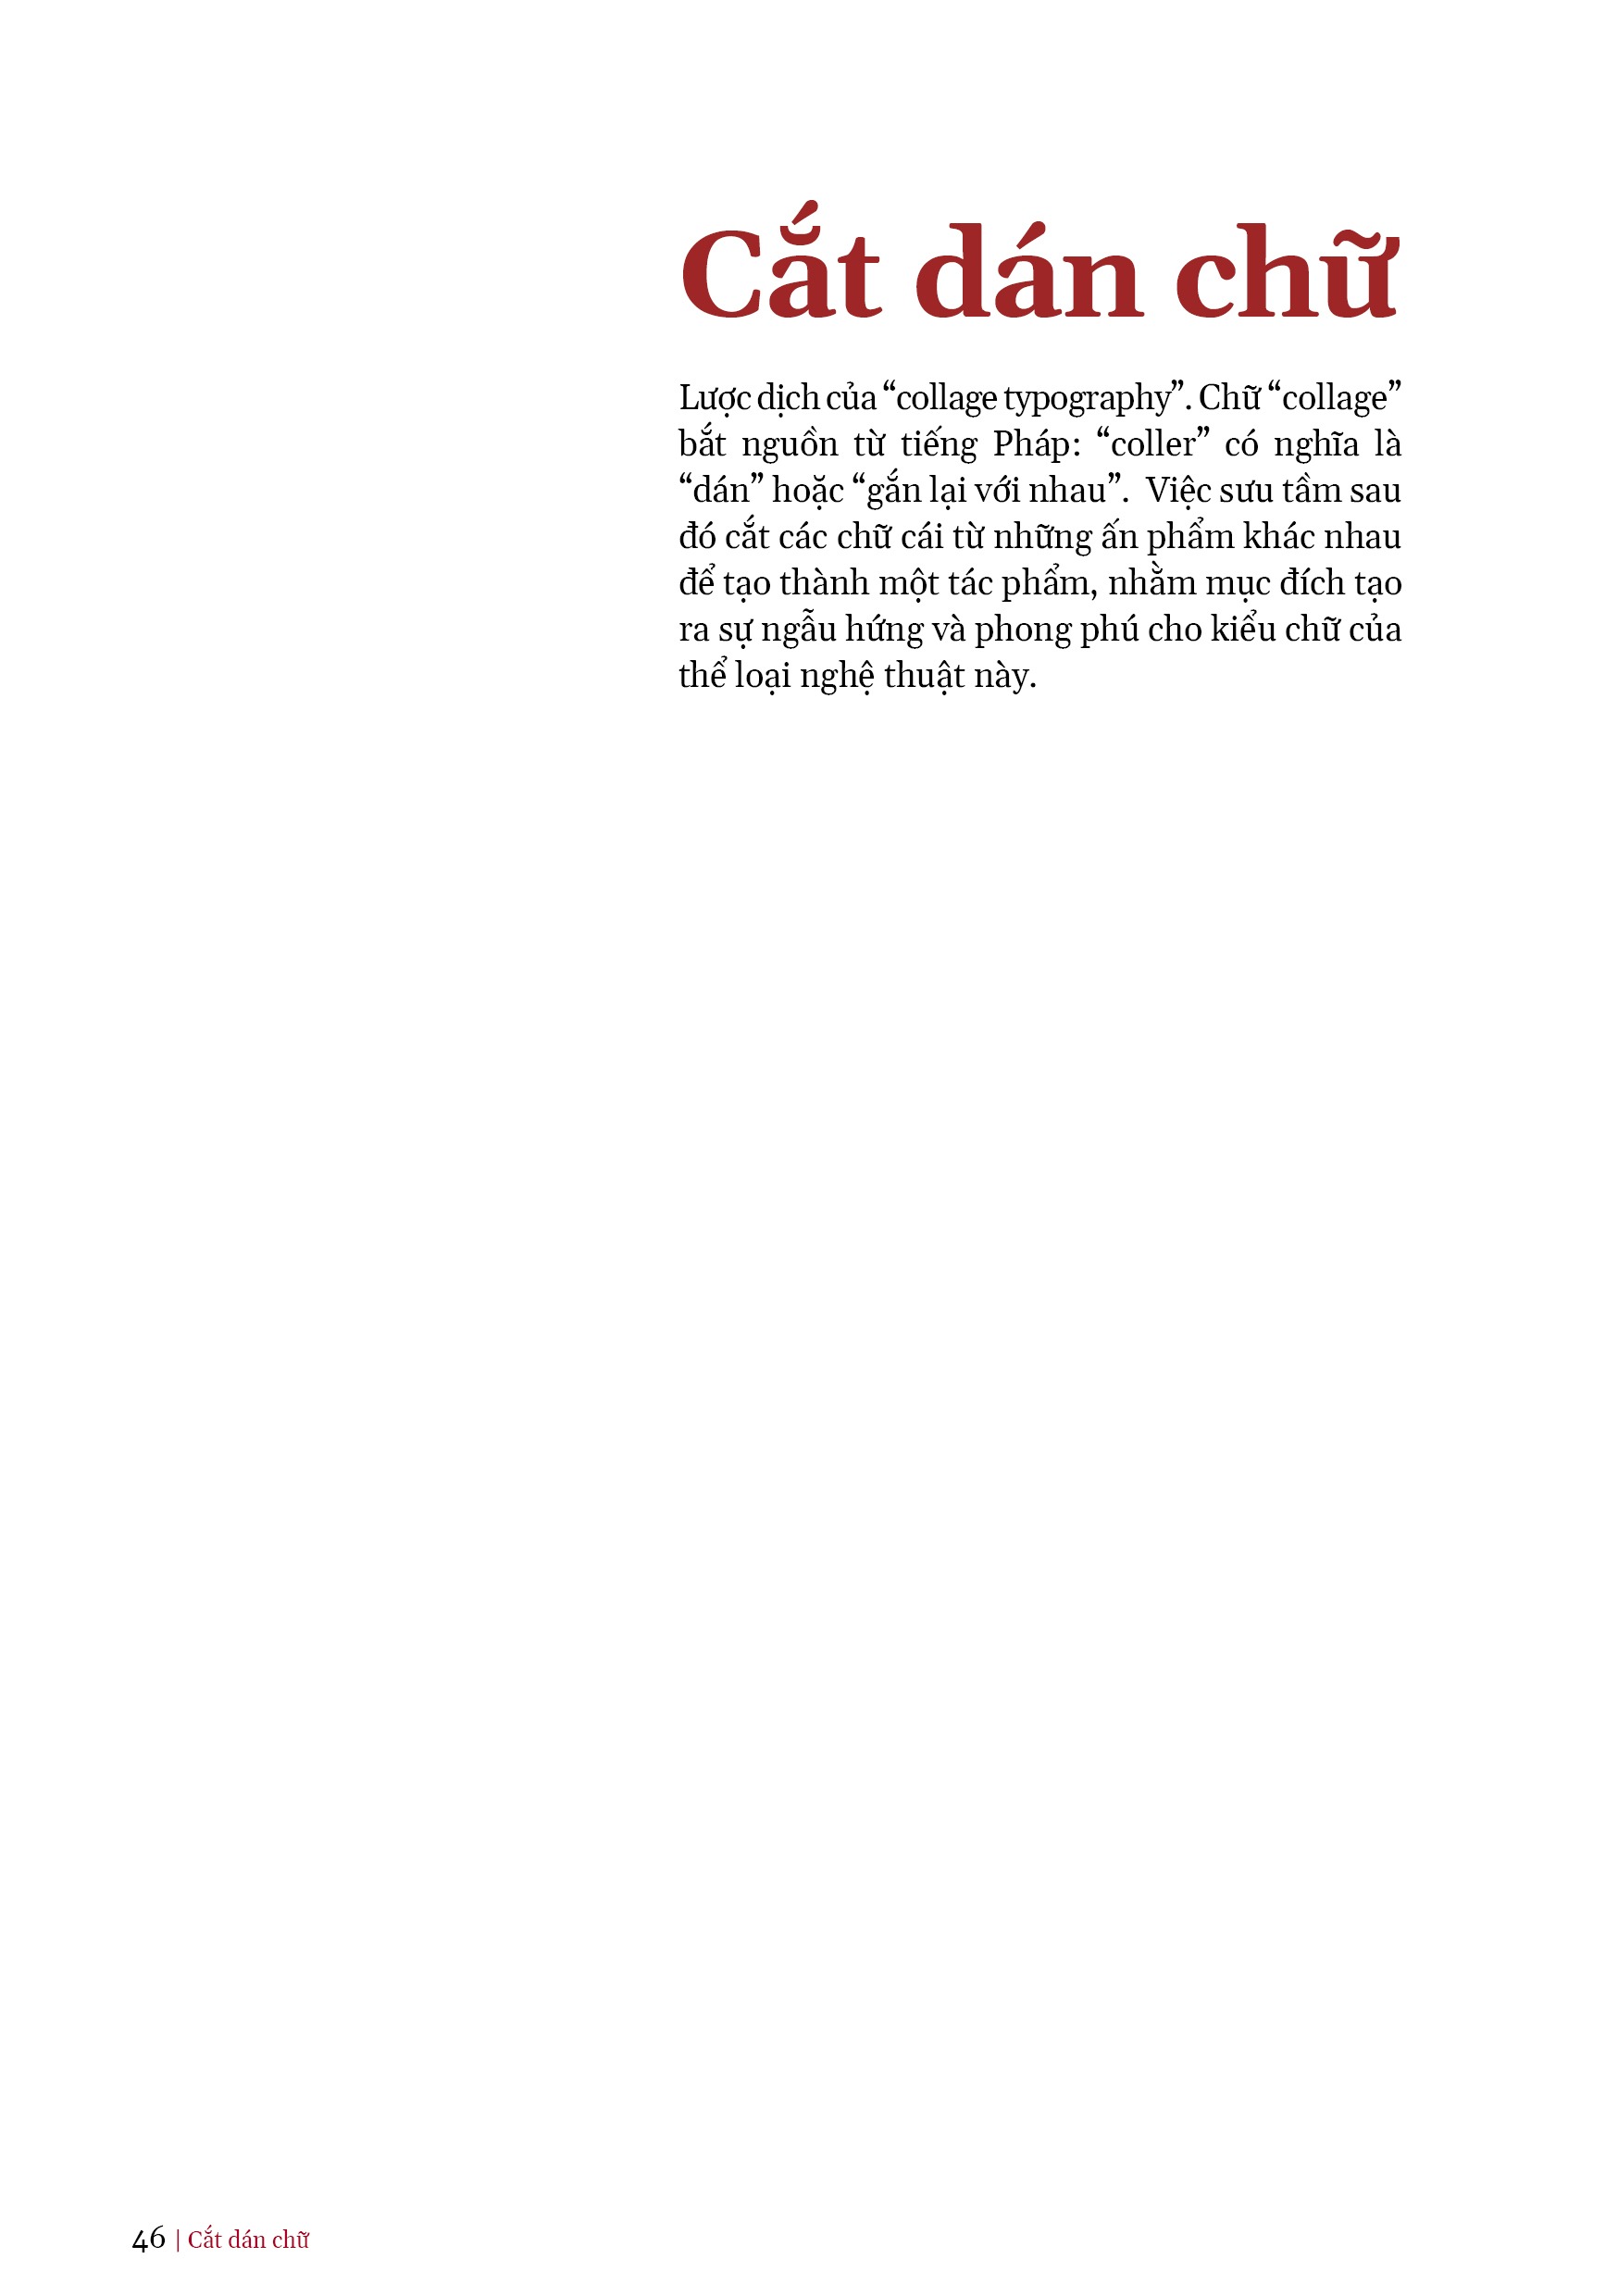 Cắt dán chữ
Lược dịch của “collage typography”. Chữ “collage”
bắt nguồn từ tiếng Pháp: “coller” có nghĩa là
“dán” hoặc “gắn lại với nhau”.  Việc sưu tầm sau
đó cắt các chữ cái từ những ấn phẩm khác nhau
để tạo thành một tác phẩm, nhằm mục đích tạo
ra sự ngẫu hứng và phong phú cho kiểu chữ của
thể loại nghệ thuật này.
46 | Cắt dán chữ